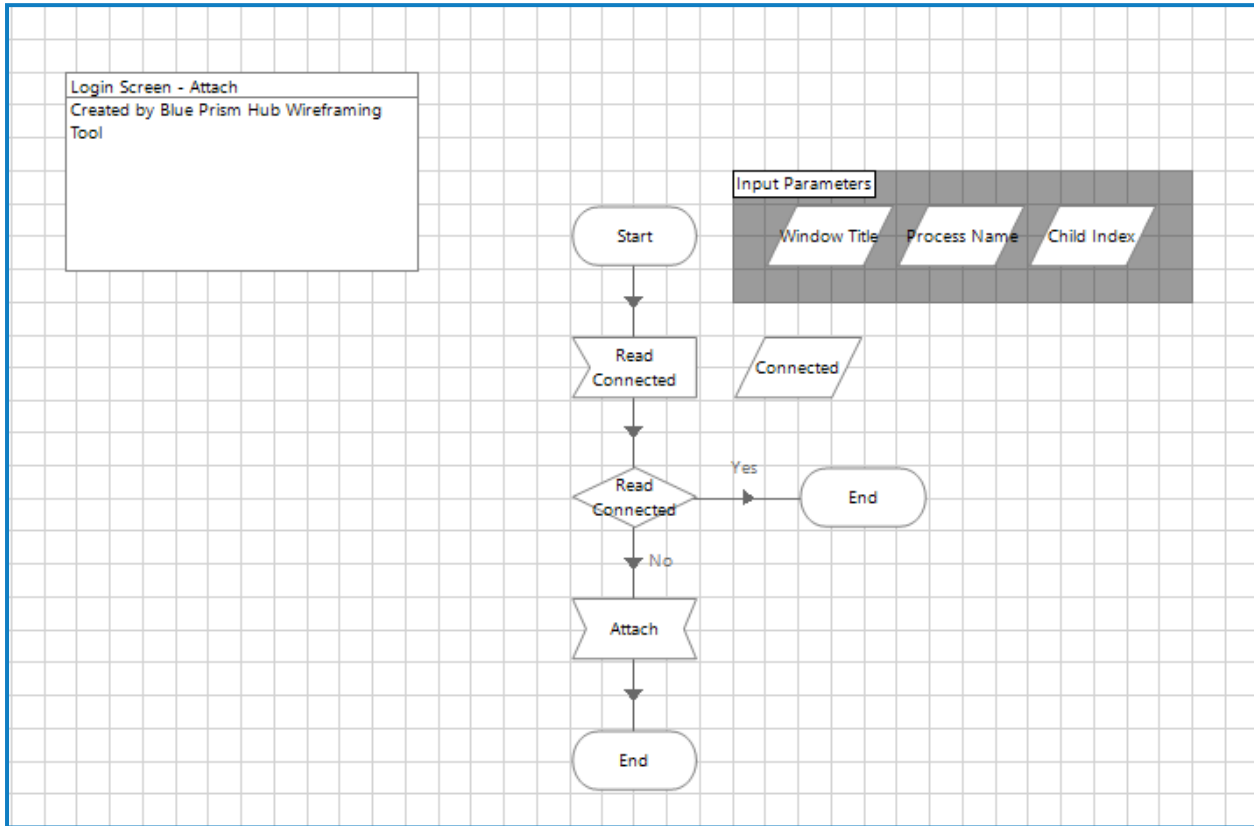 Login Screen - Attach
Created by Blue Prism Hub Wireframing
Tool
Input Parameters
Start
Window Title
Process Name
Child Index
Read
Connected
Connected
Read
Connected
Yes
End
No
Attach
End